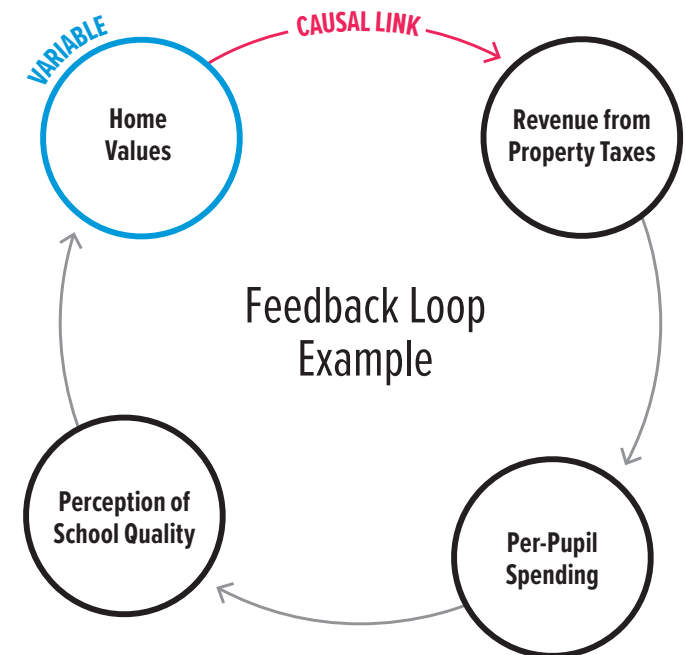 VARIABLE
CAUSAL LINK
Home
Values
Revenue from
Property Taxes
Feedback Loop
Example
Perception of
School Quality
Per-Pupil
Spending